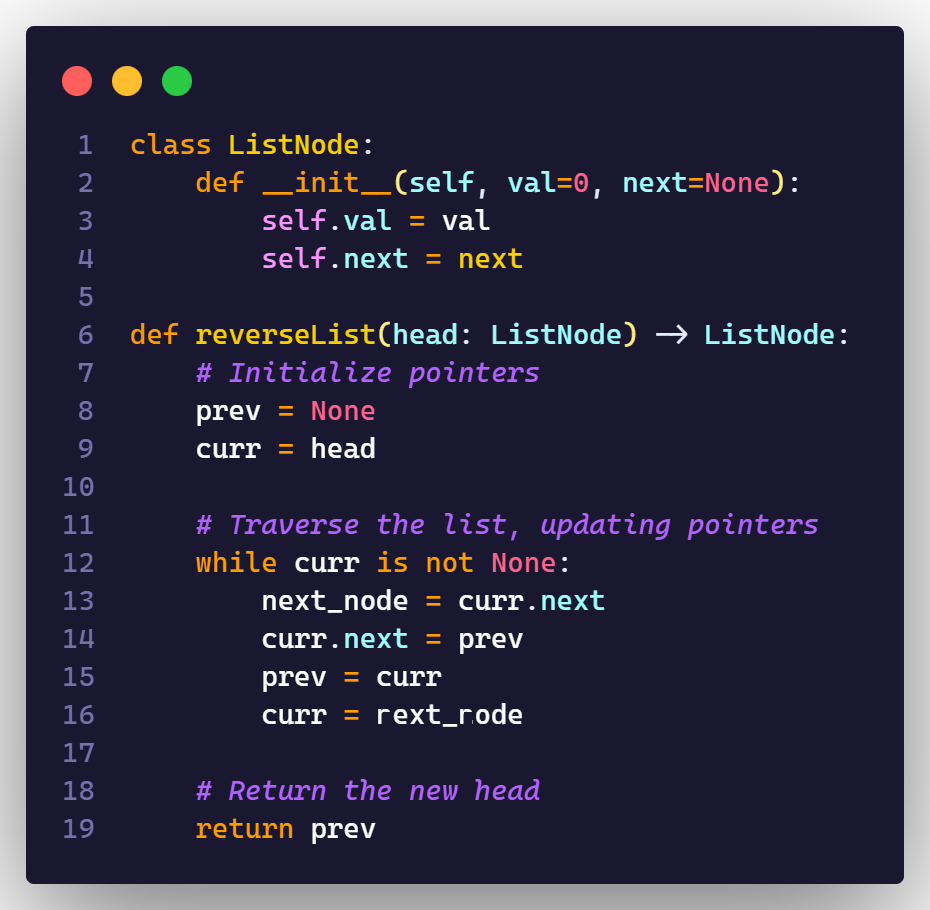 1 class ListNode:
2 def __init__(self, val=0, next=None):
3 self.val = val
4 self.next = next
5
6 def reverseList(head: ListNode) -> ListNode:
7 # Initialize pointers
8 prev = None
9 curr = head
10
11 # Traverse the list, updating pointers
12 while curr is not None:
13 next_node = curr.next
14 curr.next = prev
15 prev = curr
16 curr =
17
18 # Return the new head
19 return prev